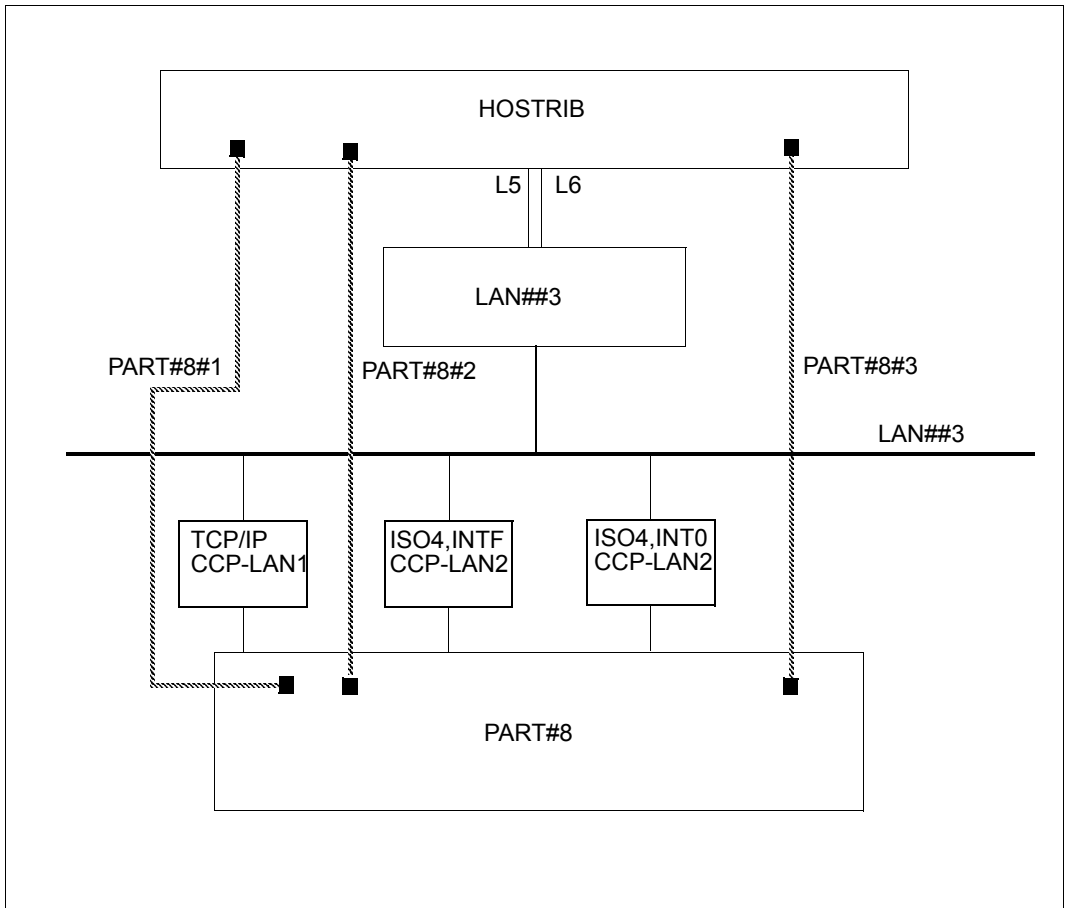 HOSTRIB
L5 L6
LAN##3
PART#8#1
PART#8#2
PART#8#3
LAN##3
TCP/IP
CCP-LAN1
ISO4,INTF
CCP-LAN2
ISO4,INT0
CCP-LAN2
PART#8